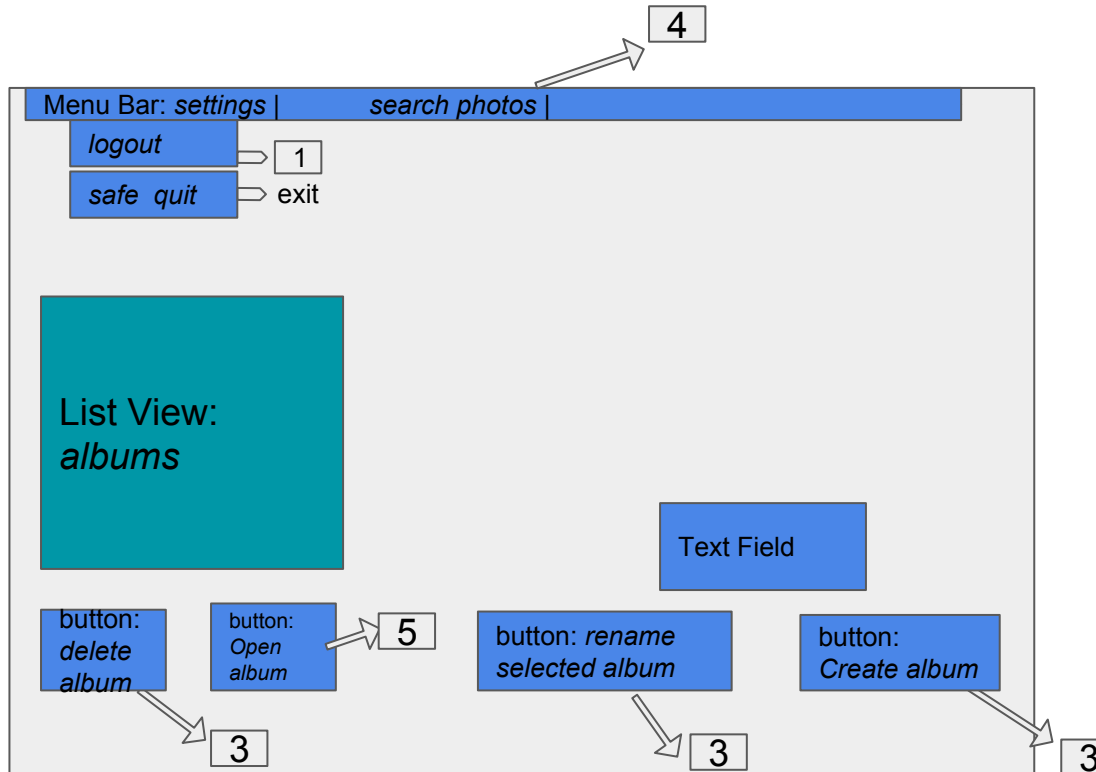 4
Menu Bar: settings | search photos |
logout
1
safe quit
exit
List View:
albums
Text Field
button:
delete
album
button:
Open
album
5
button: rename
selected album
button:
Create album
3
3
3